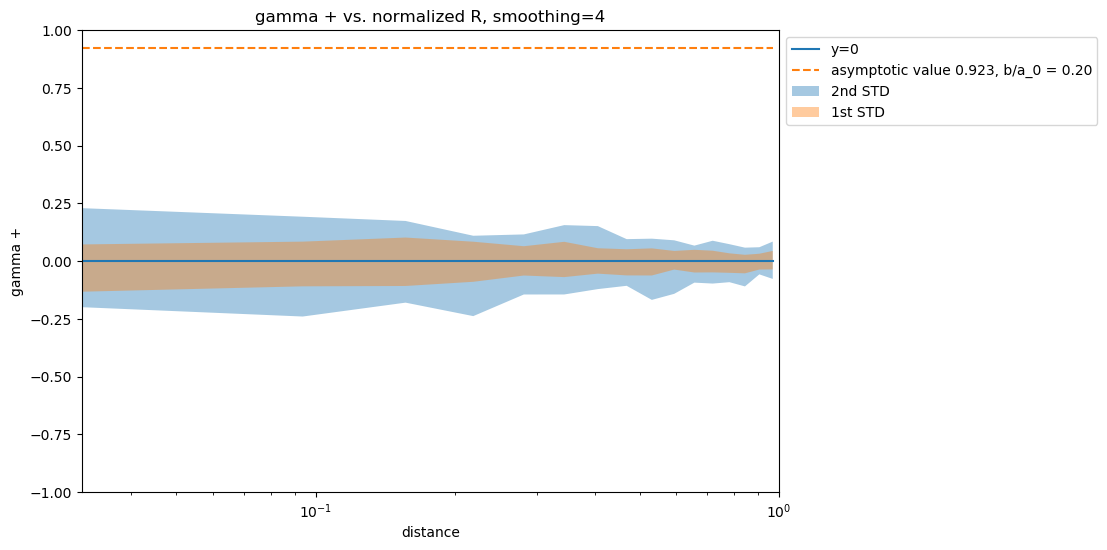 gamma + vs. normalized R, smoothing=4
1.00
0.75
0.50
0.25
0.00
−0.25
−0.50
−0.75
−1.00
gamma +
10⁻¹
10⁰
distance
y=0
asymptotic value 0.923, b/a_0 = 0.20
2nd STD
1st STD